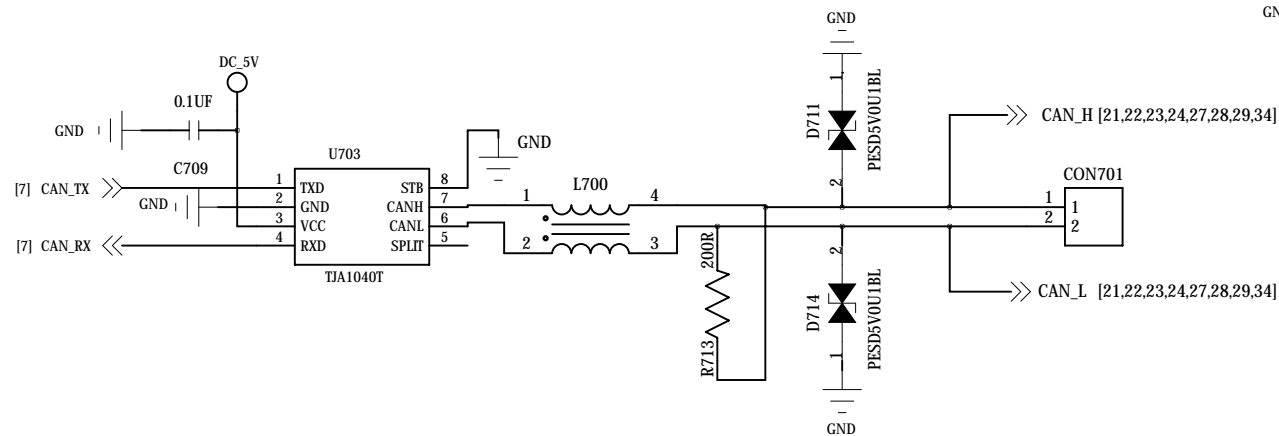 GND
GN
DC_5V
0.1UF
GND
C709
[7] CAN_TX
GND
[7] CAN_RX
U703
1 TXD STB 8
2 GND CANH 7
3 VCC CANL 6
4 RXD SPLIT 5
TJA1040T
GND
L700
1 4
2 3
200R
R713
1
D711
PESD5V0U1BL
2
CAN_H [21,22,23,24,27,28,29,34]
CON701
1 1
2 2
2
D714
PESD5V0U1BL
1
CAN_L [21,22,23,24,27,28,29,34]
GND